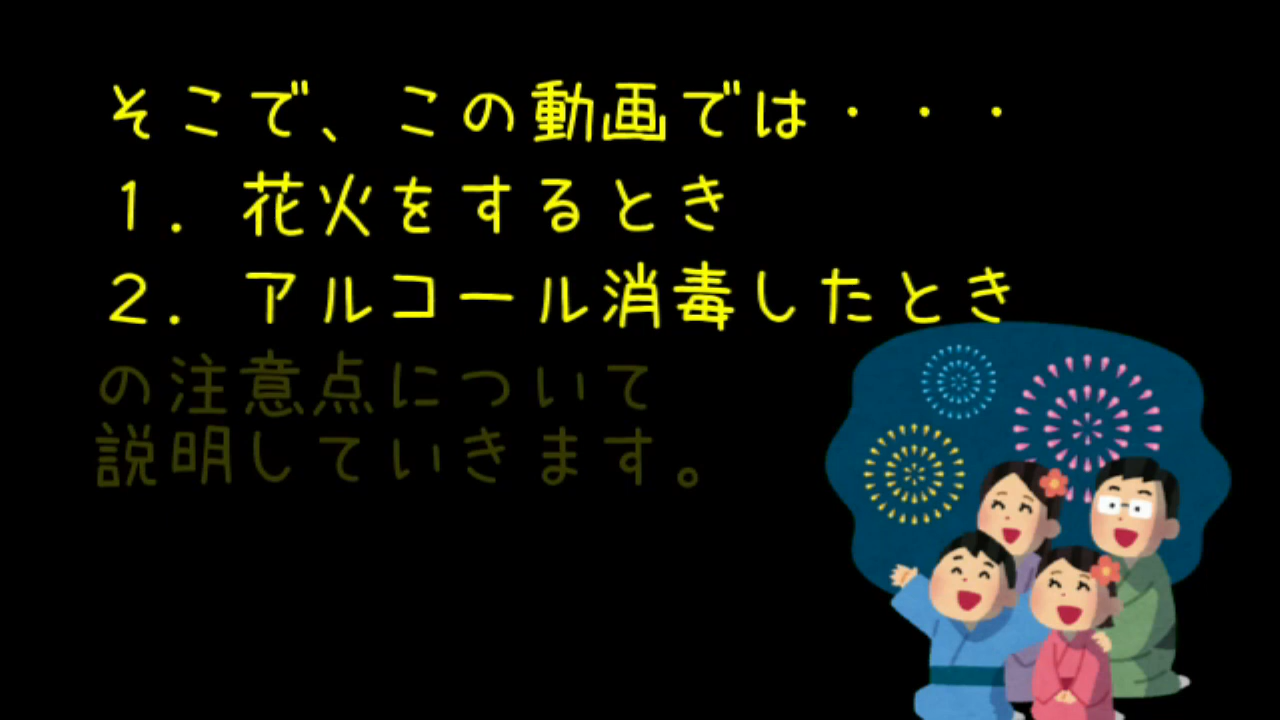 そこで、この動画では・・・
１．花火をするとき
２．アルコール消毒したとき
の注意点について
説明していきます。